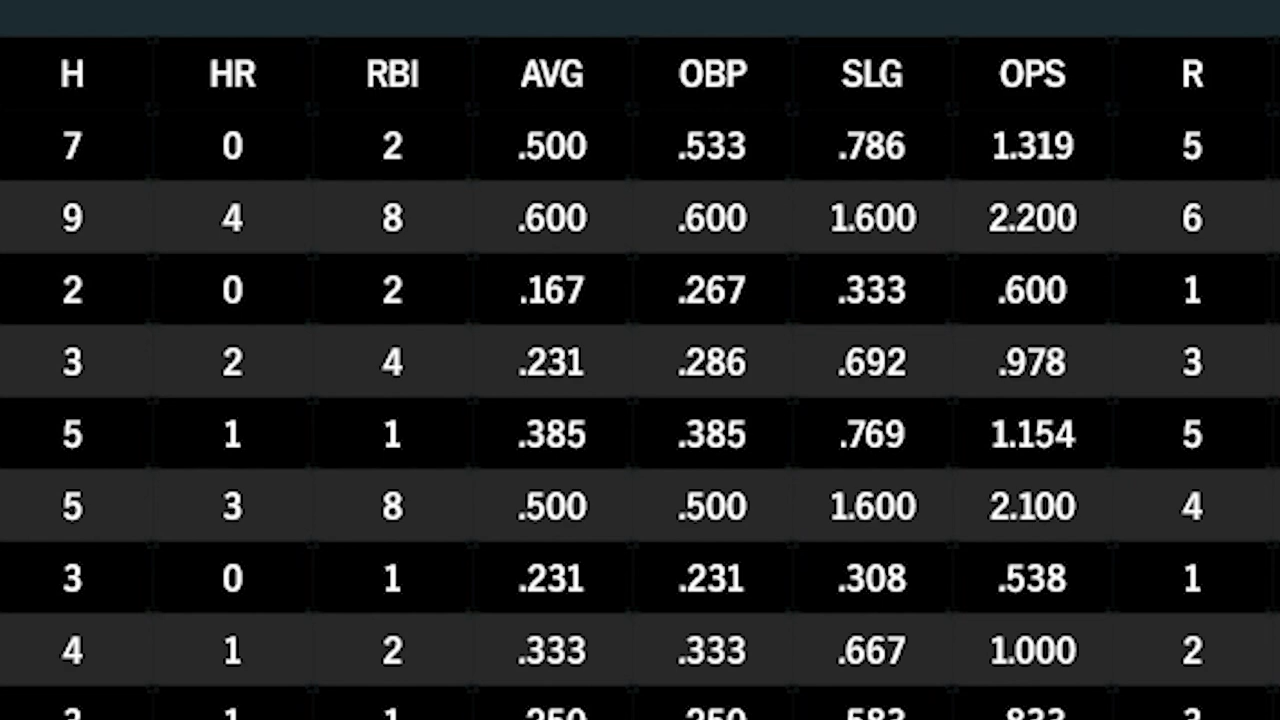 H HR RBI AVG OBP SLG OPS R
7 0 2 .500 .533 .786 1.319 5
9 4 8 .600 .600 1.600 2.200 6
2 0 2 .167 .267 .333 .600 1
3 2 4 .231 .286 .692 .978 3
5 1 1 .385 .385 .769 1.154 5
5 3 8 .500 .500 1.600 2.100 4
3 0 1 .231 .231 .308 .538 1
4 1 2 .333 .333 .667 1.000 2